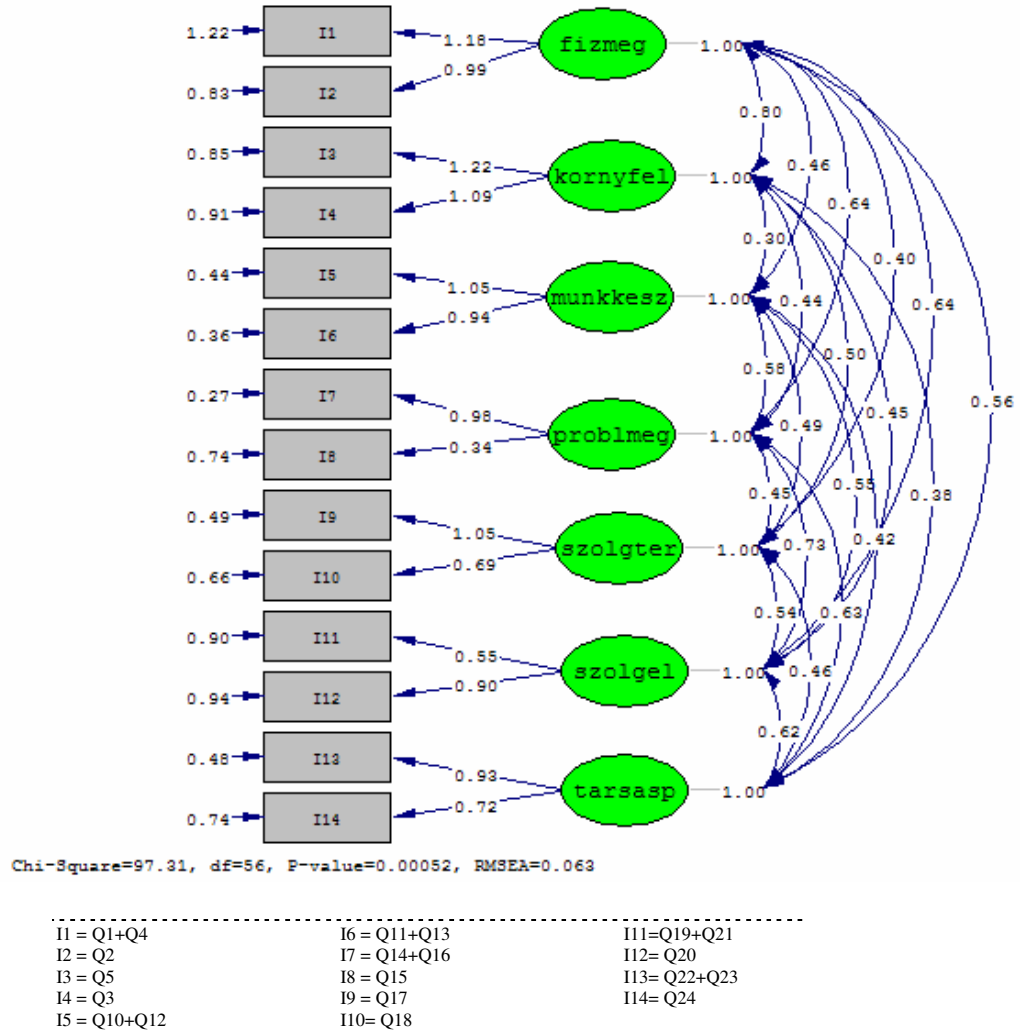 1.22 I1 1.18 fizmeg 1.00
0.83 I2 0.99
0.80
0.85 I3 1.22 kornyfel 1.00 0.46
0.91 I4 1.09 0.64
0.30 0.40
0.44 I5 1.05 munkkesz 1.00 0.44 0.64
0.36 I6 0.94 0.50
0.58 0.56
0.27 I7 0.98 problmeg 1.00 0.49 0.45
0.74 I8 0.34
0.45 0.55 0.38
0.49 I9 1.05 szolgter 1.00 0.73 0.42
0.66 I10 0.69
0.54 0.63
0.90 I11 0.55 szolgel 1.00 0.46
0.94 I12 0.90
0.62
0.48 I13 0.93 tarsasp 1.00
0.74 I14 0.72
Chi-Square=97.31, df=56, P-value=0.00052, RMSEA=0.063
I1 = Q1+Q4
I2 = Q2
I3 = Q5
I4 = Q3
I5 = Q10+Q12
I6 = Q11+Q13
I7 = Q14+Q16
I8 = Q15
I9 = Q17
I10= Q18
I11=Q19+Q21
I12= Q20
I13= Q22+Q23
I14= Q24